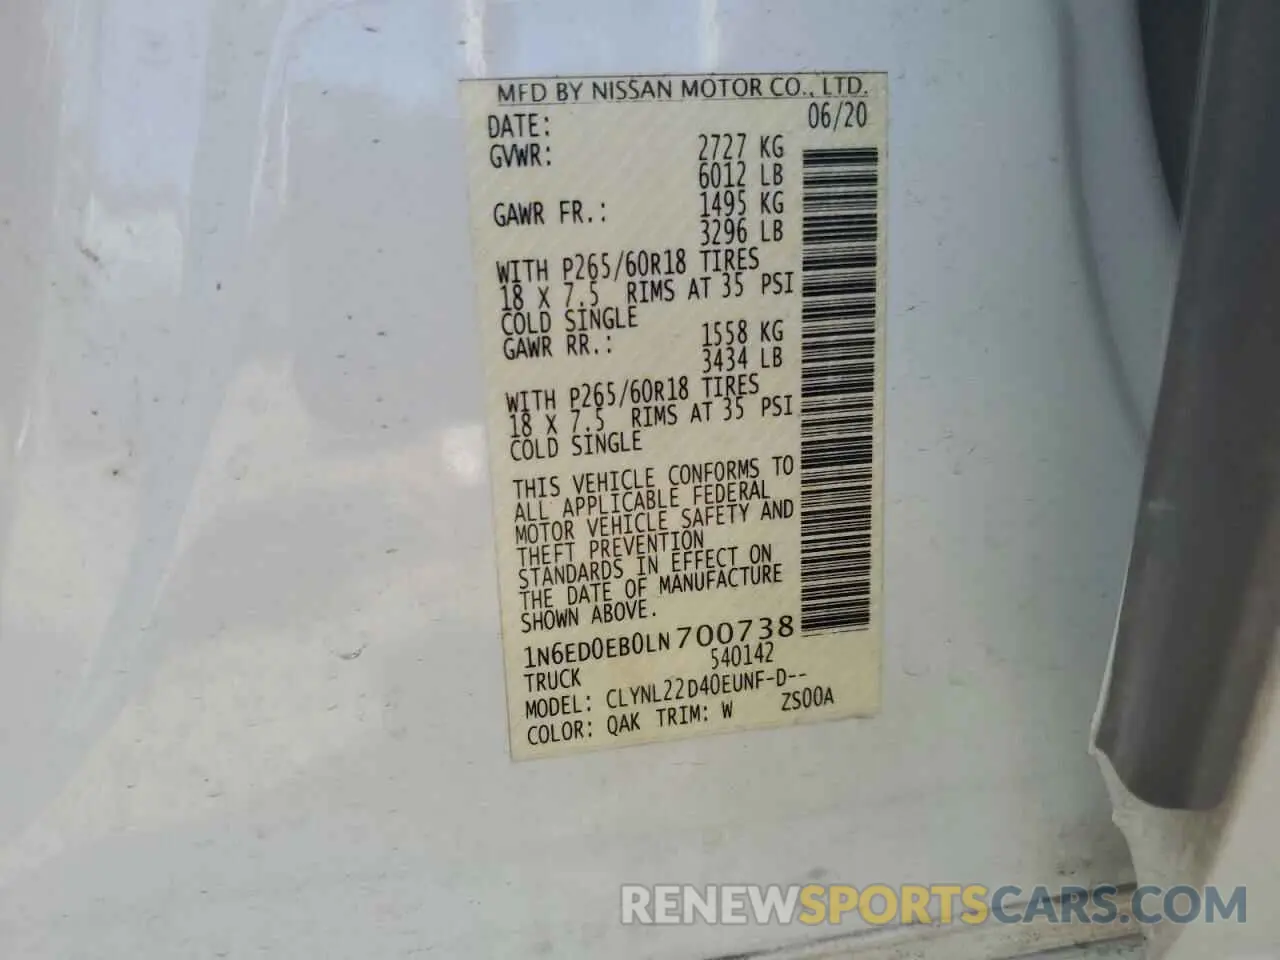 MFD BY NISSAN MOTOR CO., LTD.
DATE: 06/20
GVWR: 2727 KG
6012 LB
GAWR FR.: 1495 KG
3296 LB
WITH P265/60R18 TIRES
18 X 7.5 RIMS AT 35 PSI
COLD SINGLE
GAWR RR.: 1558 KG
3434 LB
WITH P265/60R18 TIRES
18 X 7.5 RIMS AT 35 PSI
COLD SINGLE
THIS VEHICLE CONFORMS TO
ALL APPLICABLE FEDERAL
MOTOR VEHICLE SAFETY AND
THEFT PREVENTION
STANDARDS IN EFFECT ON
THE DATE OF MANUFACTURE
SHOWN ABOVE.
1N6ED0EB0LN700738
TRUCK 540142
MODEL: CLYNL22D40EUNF-D--
COLOR: QAK TRIM: W ZS00A
RENEWSPORTSCARS.COM